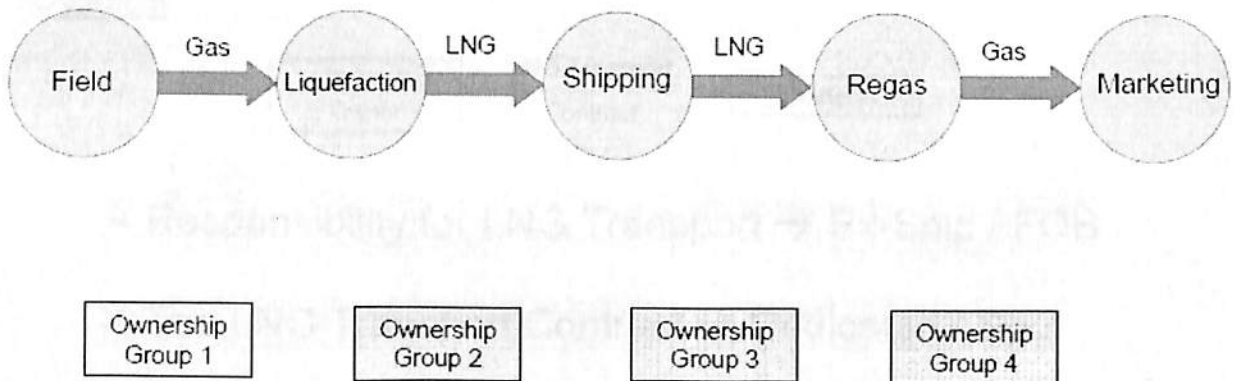 Gas
LNG
LNG
Gas
Field
Liquefaction
Shipping
Regas
Marketing
Ownership
Group 1
Ownership
Group 2
Ownership
Group 3
Ownership
Group 4